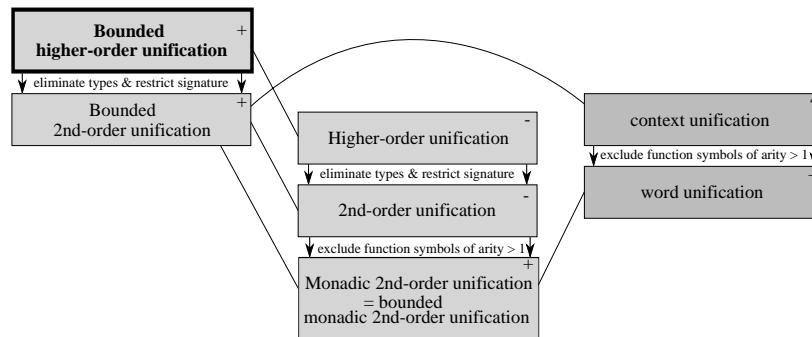 Bounded
higher-order unification
+
eliminate types & restrict signature
Bounded
2nd-order unification
+
Higher-order unification
-
eliminate types & restrict signature
2nd-order unification
-
exclude function symbols of arity > 1
Monadic 2nd-order unification
= bounded
monadic 2nd-order unification
+
context unification
exclude function symbols of arity > 1
word unification